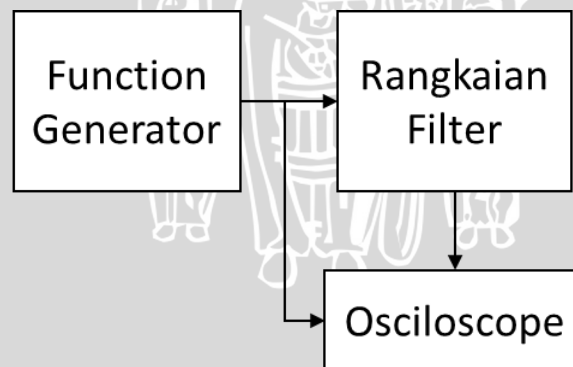 Function
Generator
Rangkaian
Filter
Osciloscope